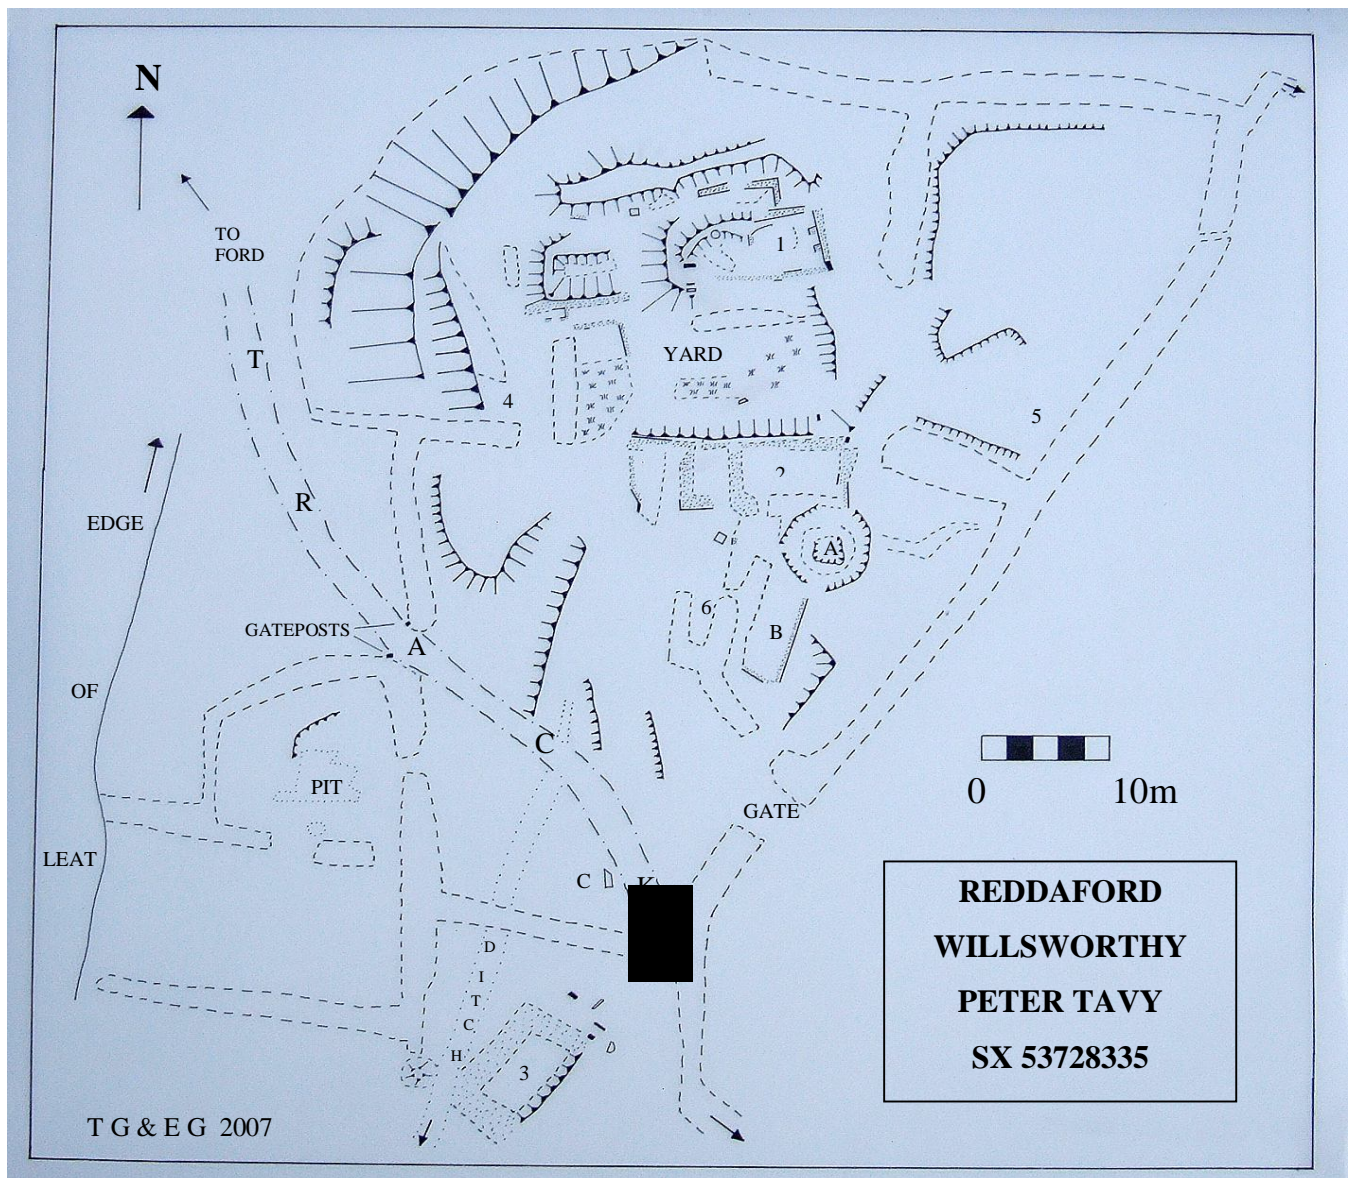 N
TO
FORD
1
T
YARD
4
5
2
R
EDGE
A
6
GATEPOSTS
B
A
OF
C
PIT
0 10m
GATE
LEAT
C
K
REDDAFORD
WILLSWORTHY
PETER TAVY
SX 53728335
D
I
T
C
H
3
T G & E G 2007